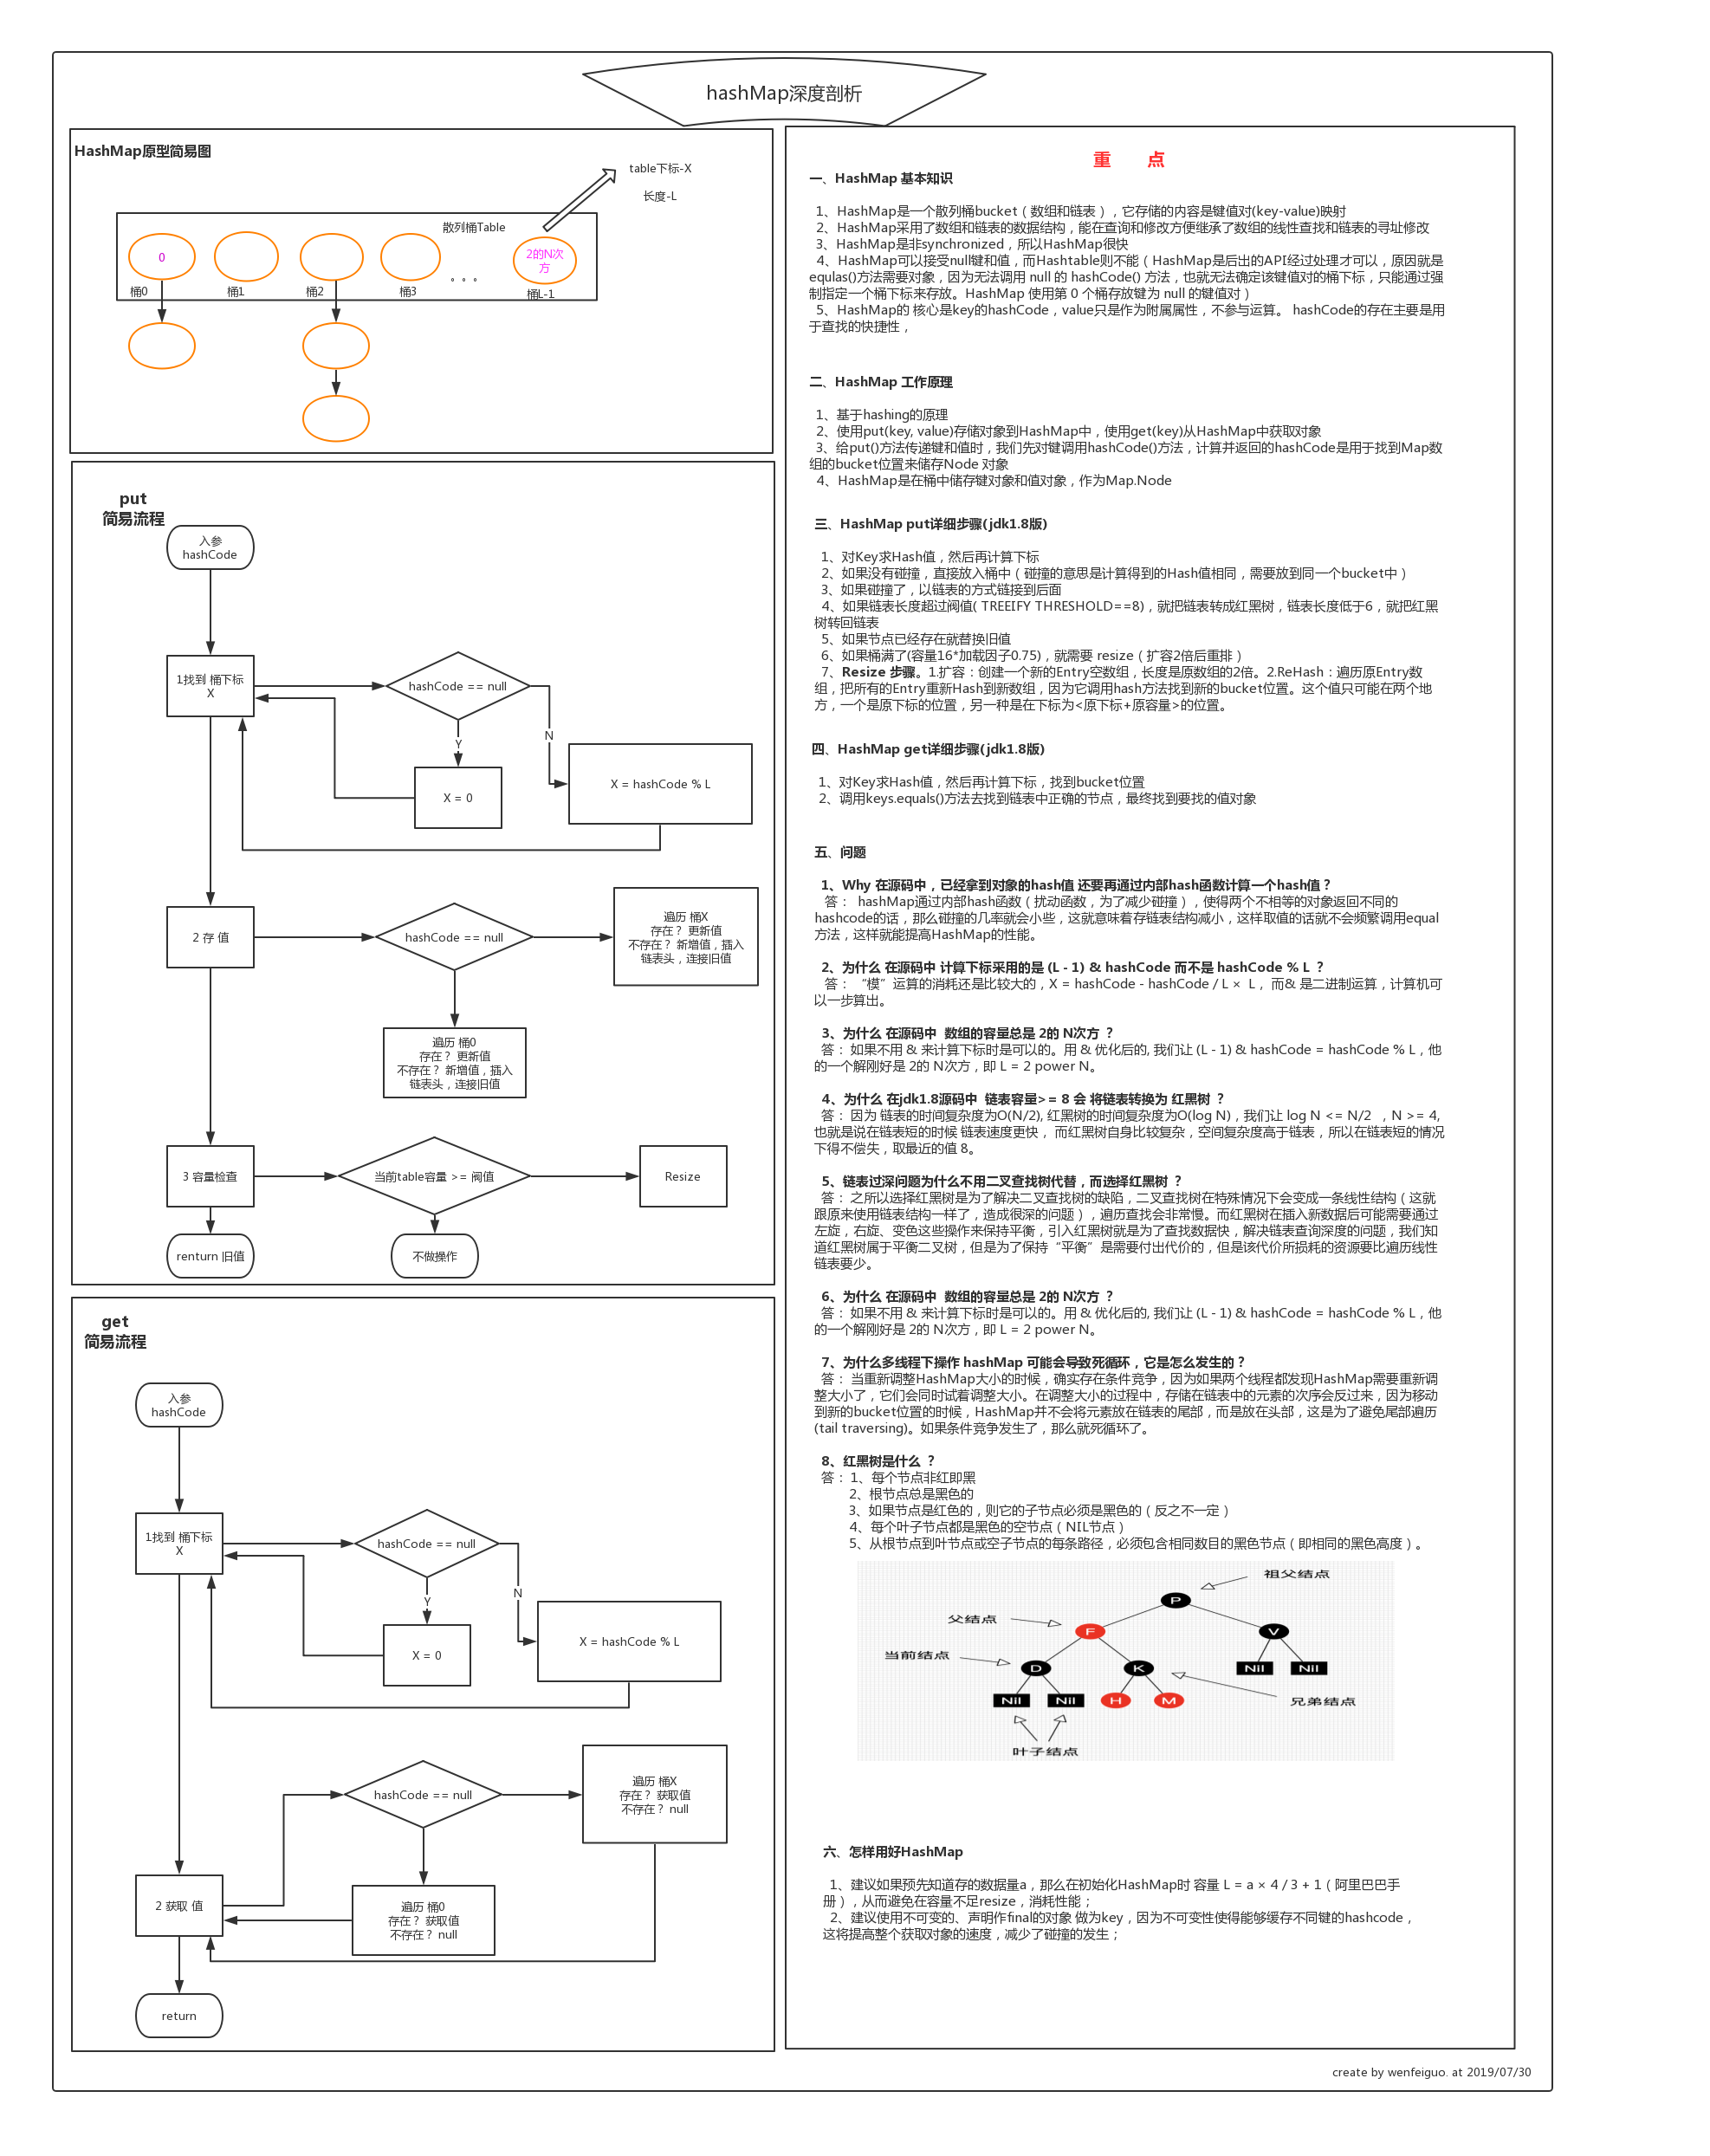 hashMap深度剖析
HashMap原型简易图
table下标-X
长度-L
散列桶Table
0
2的N次
方
。。。
桶0
桶1
桶2
桶3
桶L-1
put
简易流程
入参
hashCode
1找到 桶下标
X
hashCode == null
Y
N
X = 0
X = hashCode % L
2 存 值
hashCode == null
遍历 桶X
存在？ 更新值
不存在？ 新增值，插入
链表头，连接旧值
遍历 桶0
存在？ 更新值
不存在？ 新增值，插入
链表头，连接旧值
3 容量检查
当前table容量 >= 阀值
Resize
renturn 旧值
不做操作
get
简易流程
入参
hashCode
1找到 桶下标
X
hashCode == null
Y
N
X = 0
X = hashCode % L
hashCode == null
遍历 桶X
存在？ 获取值
不存在？ null
2 获取 值
遍历 桶0
存在？ 获取值
不存在？ null
return
重 点
一、HashMap 基本知识
1、HashMap是一个散列桶bucket（数组和链表），它存储的内容是键值对(key-value)映射
2、HashMap采用了数组和链表的数据结构，能在查询和修改方便继承了数组的线性查找和链表的寻址修改
3、HashMap是非synchronized，所以HashMap很快
4、HashMap可以接受null键和值，而Hashtable则不能（HashMap是后出的API经过处理才可以，原因就是
equlas()方法需要对象，因为无法调用 null 的 hashCode() 方法，也就无法确定该键值对的桶下标，只能通过强
制指定一个桶下标来存放。HashMap 使用第 0 个桶存放键为 null 的键值对）
5、HashMap的 核心是key的hashCode，value只是作为附属属性，不参与运算。 hashCode的存在主要是用
于查找的快捷性，
二、HashMap 工作原理
1、基于hashing的原理
2、使用put(key, value)存储对象到HashMap中，使用get(key)从HashMap中获取对象
3、给put()方法传递键和值时，我们先对键调用hashCode()方法，计算并返回的hashCode是用于找到Map数
组的bucket位置来储存Node 对象
4、HashMap是在桶中储存键对象和值对象，作为Map.Node
三、HashMap put详细步骤(jdk1.8版)
1、对Key求Hash值，然后再计算下标
2、如果没有碰撞，直接放入桶中（碰撞的意思是计算得到的Hash值相同，需要放到同一个bucket中）
3、如果碰撞了，以链表的方式链接到后面
4、如果链表长度超过阀值( TREEIFY THRESHOLD==8)，就把链表转成红黑树，链表长度低于6，就把红黑
树转回链表
5、如果节点已经存在就替换旧值
6、如果桶满了(容量16*加载因子0.75)，就需要 resize（扩容2倍后重排）
7、Resize 步骤。1.扩容：创建一个新的Entry空数组，长度是原数组的2倍。2.ReHash：遍历原Entry数
组，把所有的Entry重新Hash到新数组，因为它调用hash方法找到新的bucket位置。这个值只可能在两个地
方，一个是原下标的位置，另一种是在下标为<原下标+原容量>的位置。
四、HashMap get详细步骤(jdk1.8版)
1、对Key求Hash值，然后再计算下标，找到bucket位置
2、调用keys.equals()方法去找到链表中正确的节点，最终找到要找的值对象
五、问题
1、Why 在源码中，已经拿到对象的hash值 还要再通过内部hash函数计算一个hash值？
答： hashMap通过内部hash函数（扰动函数，为了减少碰撞），使得两个不相等的对象返回不同的
hashcode的话，那么碰撞的几率就会小些，这就意味着存链表结构减小，这样取值的话就不会频繁调用equal
方法，这样就能提高HashMap的性能。
2、为什么 在源码中 计算下标采用的是 (L - 1) & hashCode 而不是 hashCode % L ？
答： “模”运算的消耗还是比较大的，X = hashCode - hashCode / L × L， 而& 是二进制运算，计算机可
以一步算出。
3、为什么 在源码中 数组的容量总是 2的 N次方 ？
答： 如果不用 & 来计算下标时是可以的。用 & 优化后的, 我们让 (L - 1) & hashCode = hashCode % L，他
的一个解刚好是 2的 N次方，即 L = 2 power N。
4、为什么 在jdk1.8源码中 链表容量>= 8 会 将链表转换为 红黑树 ？
答： 因为 链表的时间复杂度为O(N/2), 红黑树的时间复杂度为O(log N)，我们让 log N <= N/2 ，N >= 4,
也就是说在链表短的时候 链表速度更快， 而红黑树自身比较复杂，空间复杂度高于链表，所以在链表短的情况
下得不偿失，取最近的值 8。
5、链表过深问题为什么不用二叉查找树代替，而选择红黑树 ？
答： 之所以选择红黑树是为了解决二叉查找树的缺陷，二叉查找树在特殊情况下会变成一条线性结构（这就
跟原来使用链表结构一样了，造成很深的问题），遍历查找会非常慢。而红黑树在插入新数据后可能需要通过
左旋，右旋、变色这些操作来保持平衡，引入红黑树就是为了查找数据快，解决链表查询深度的问题，我们知
道红黑树属于平衡二叉树，但是为了保持“平衡”是需要付出代价的，但是该代价所损耗的资源要比遍历线性
链表要少。
6、为什么 在源码中 数组的容量总是 2的 N次方 ？
答： 如果不用 & 来计算下标时是可以的。用 & 优化后的, 我们让 (L - 1) & hashCode = hashCode % L，他
的一个解刚好是 2的 N次方，即 L = 2 power N。
7、为什么多线程下操作 hashMap 可能会导致死循环，它是怎么发生的？
答： 当重新调整HashMap大小的时候，确实存在条件竞争，因为如果两个线程都发现HashMap需要重新调
整大小了，它们会同时试着调整大小。在调整大小的过程中，存储在链表中的元素的次序会反过来，因为移动
到新的bucket位置的时候，HashMap并不会将元素放在链表的尾部，而是放在头部，这是为了避免尾部遍历
(tail traversing)。如果条件竞争发生了，那么就死循环了。
8、红黑树是什么 ？
答： 1、每个节点非红即黑
2、根节点总是黑色的
3、如果节点是红色的，则它的子节点必须是黑色的（反之不一定）
4、每个叶子节点都是黑色的空节点（NIL节点）
5、从根节点到叶节点或空子节点的每条路径，必须包含相同数目的黑色节点（即相同的黑色高度）。
祖父结点
P
父结点
F
V
当前结点
D
K
Nil
Nil
Nil
Nil
H
M
兄弟结点
叶子结点
六、怎样用好HashMap
1、建议如果预先知道存的数据量a，那么在初始化HashMap时 容量 L = a × 4 / 3 + 1（阿里巴巴手
册），从而避免在容量不足resize，消耗性能；
2、建议使用不可变的、声明作final的对象 做为key，因为不可变性使得能够缓存不同键的hashcode，
这将提高整个获取对象的速度，减少了碰撞的发生；
create by wenfeiguo. at 2019/07/30